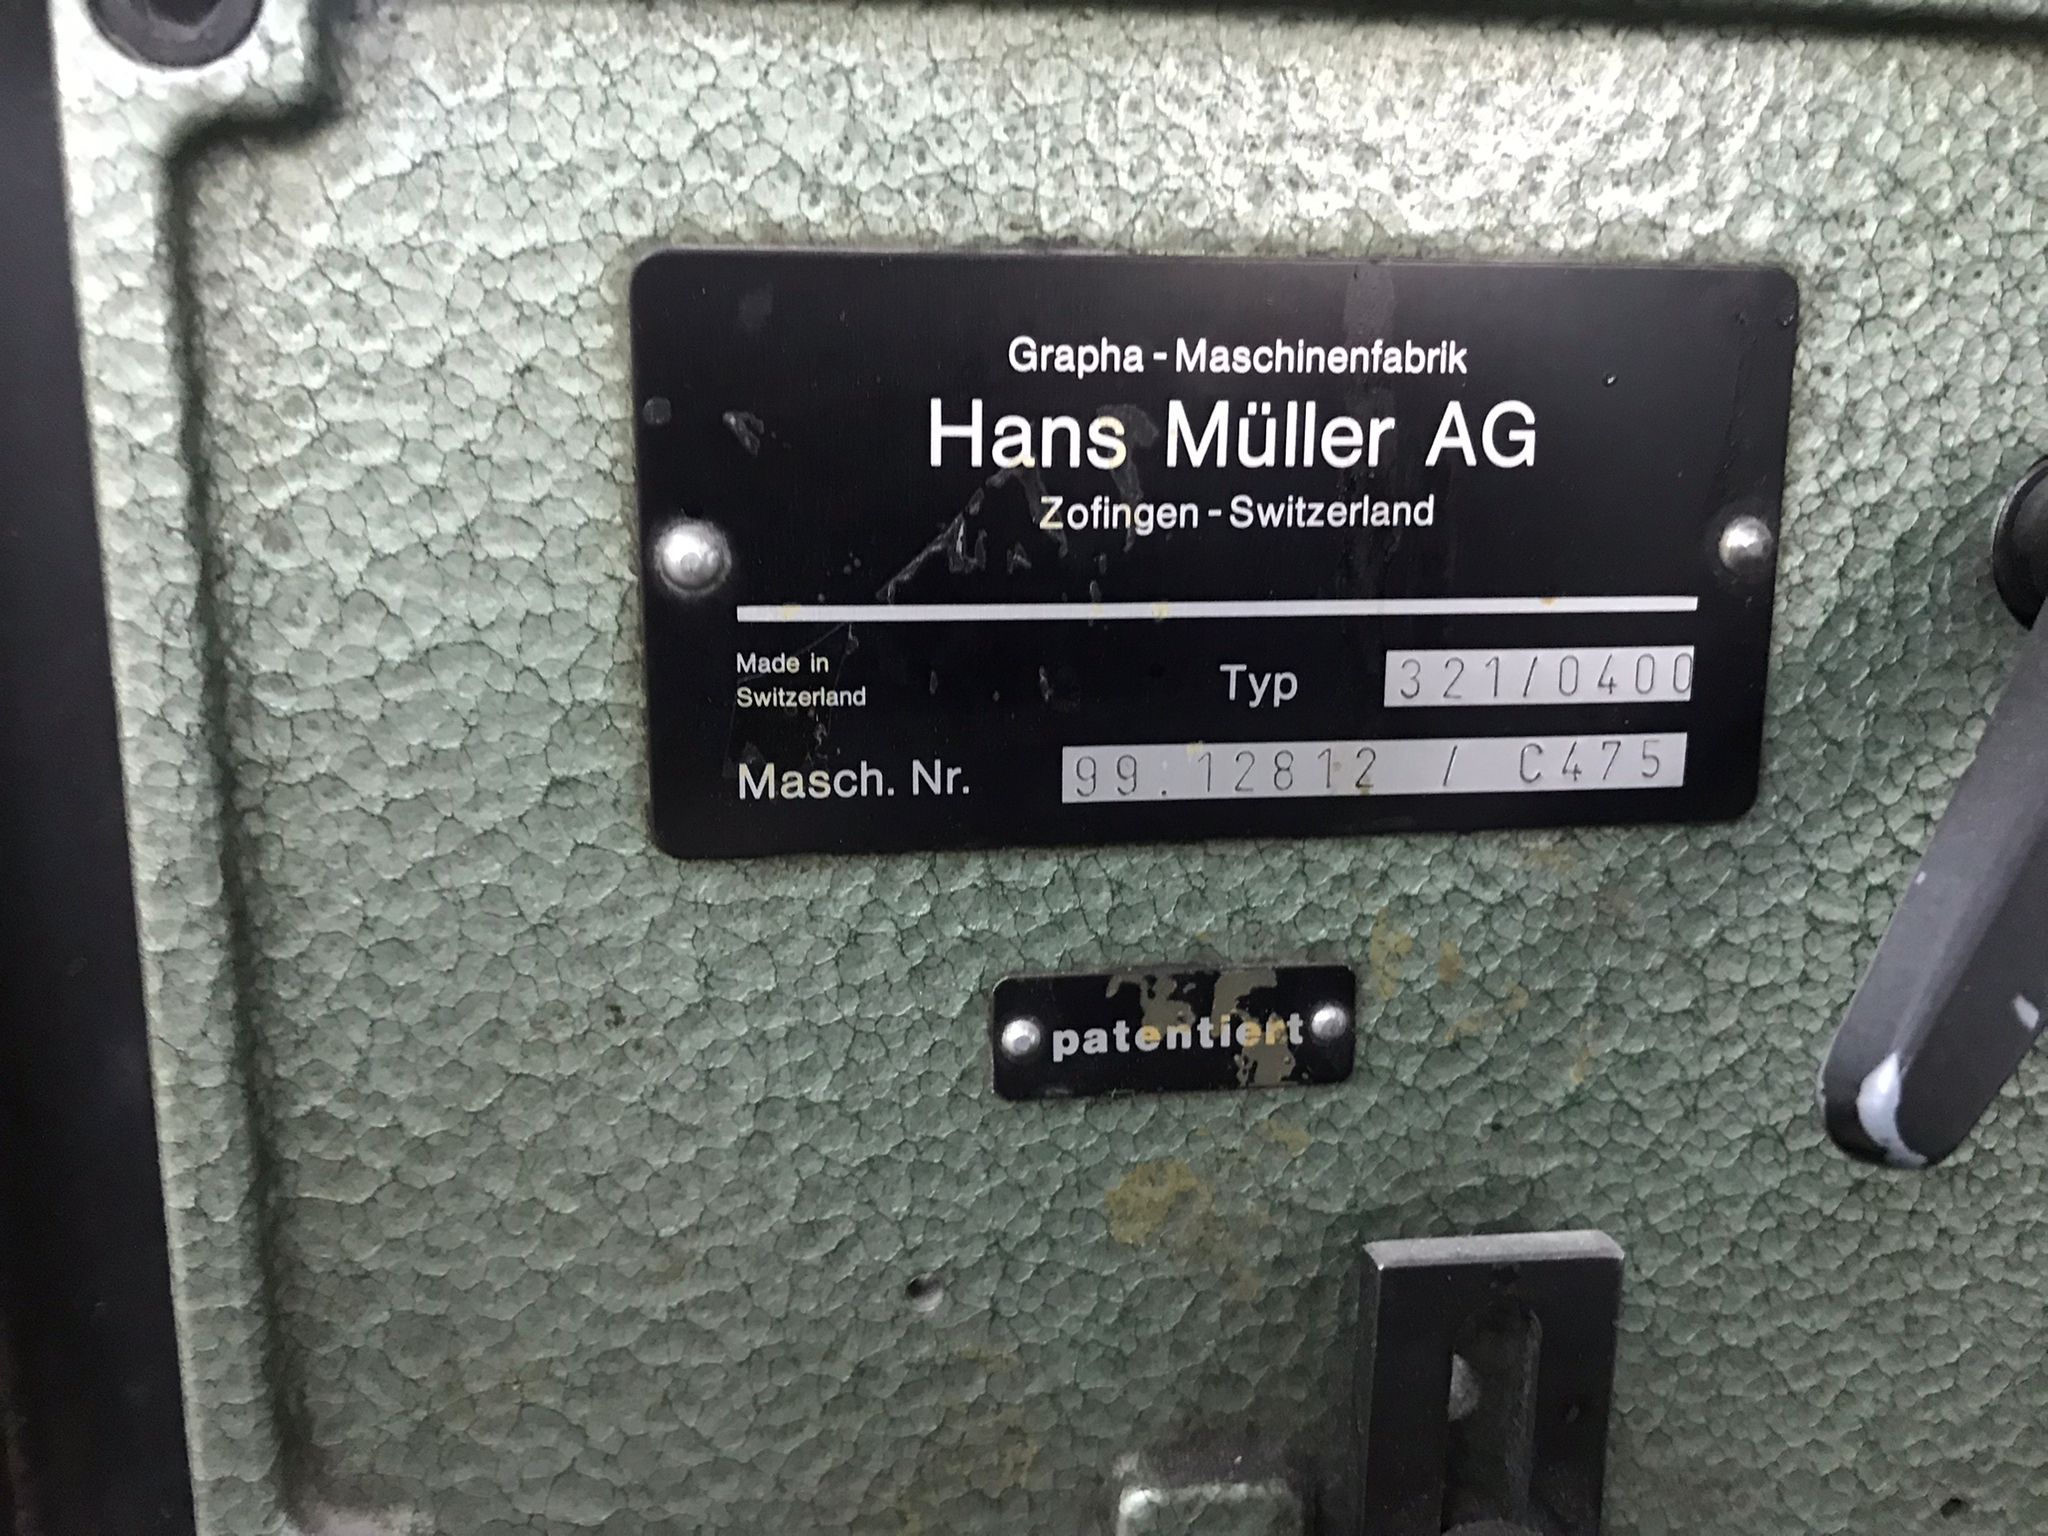 Grapha - Maschinenfabrik
Hans Müller AG
Zofingen - Switzerland
Made in
Switzerland
Typ 321/0400
Masch. Nr. 99.12812 / C475
patentiert